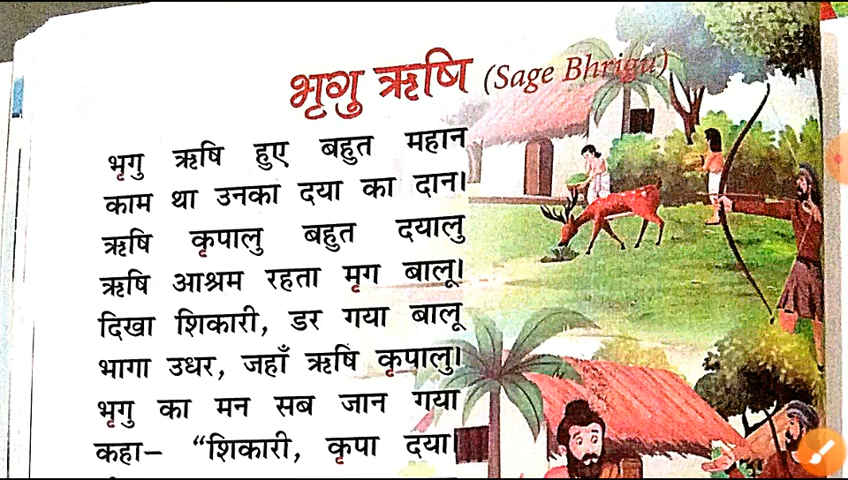 भृगु ऋषि (Sage Bhrigu)
भृगु ऋषि हुए बहुत महान
काम था उनका दया का दान।
ऋषि कृपालु बहुत दयालु
ऋषि आश्रम रहता मृग बालू।
दिखा शिकारी, डर गया बालू
भागा उधर, जहाँ ऋषि कृपालु।
भृगु का मन सब जान गया
कहा– “शिकारी, कृपा दया।